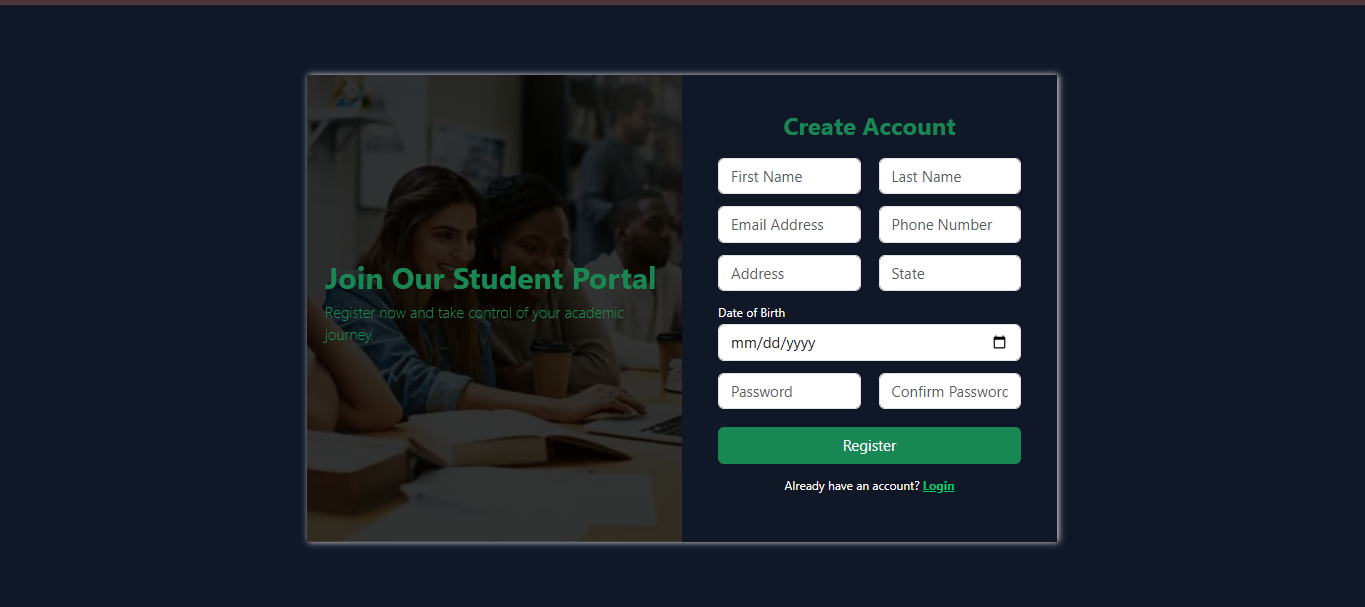 Join Our Student Portal
Register now and take control of your academic
journey.
Create Account
First Name
Last Name
Email Address
Phone Number
Address
State
Date of Birth
mm/dd/yyyy
Password
Confirm Password
Register
Already have an account? Login